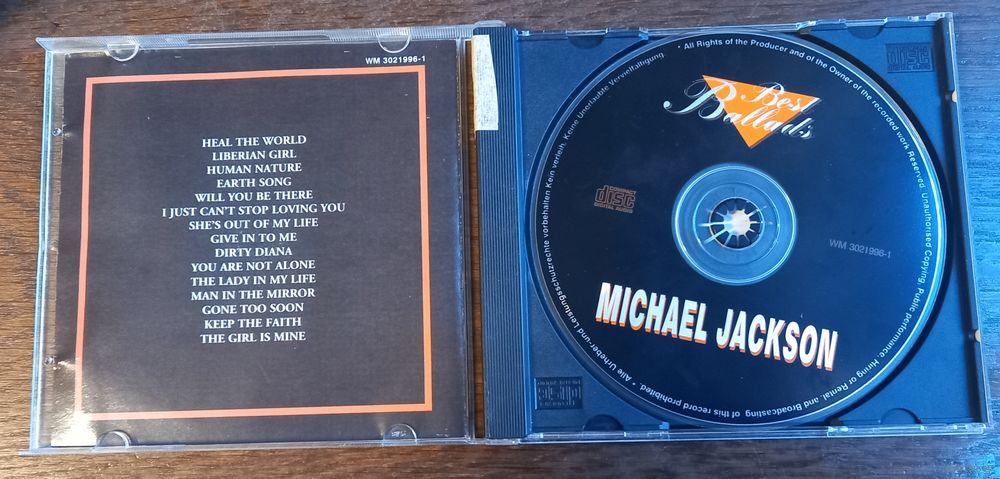 WM 3021996-1
HEAL THE WORLD
LIBERIAN GIRL
HUMAN NATURE
EARTH SONG
WILL YOU BE THERE
I JUST CAN'T STOP LOVING YOU
SHE'S OUT OF MY LIFE
GIVE IN TO ME
DIRTY DIANA
YOU ARE NOT ALONE
THE LADY IN MY LIFE
MAN IN THE MIRROR
GONE TOO SOON
KEEP THE FAITH
THE GIRL IS MINE
* All Rights of the Producer and of the Owner of the recorded work Reserved. Unauthorised Copying, Public performance, Hiring or Rental, and Broadcasting of this record prohibited. * Alle Urheber-und Leistungsschutzrechte vorbehalten Kein verleih. Keine Unerlaubte Vervielfaltigung
Best
Ballads
COMPACT
disc
DIGITAL AUDIO
WM 3021996-1
MICHAEL JACKSON